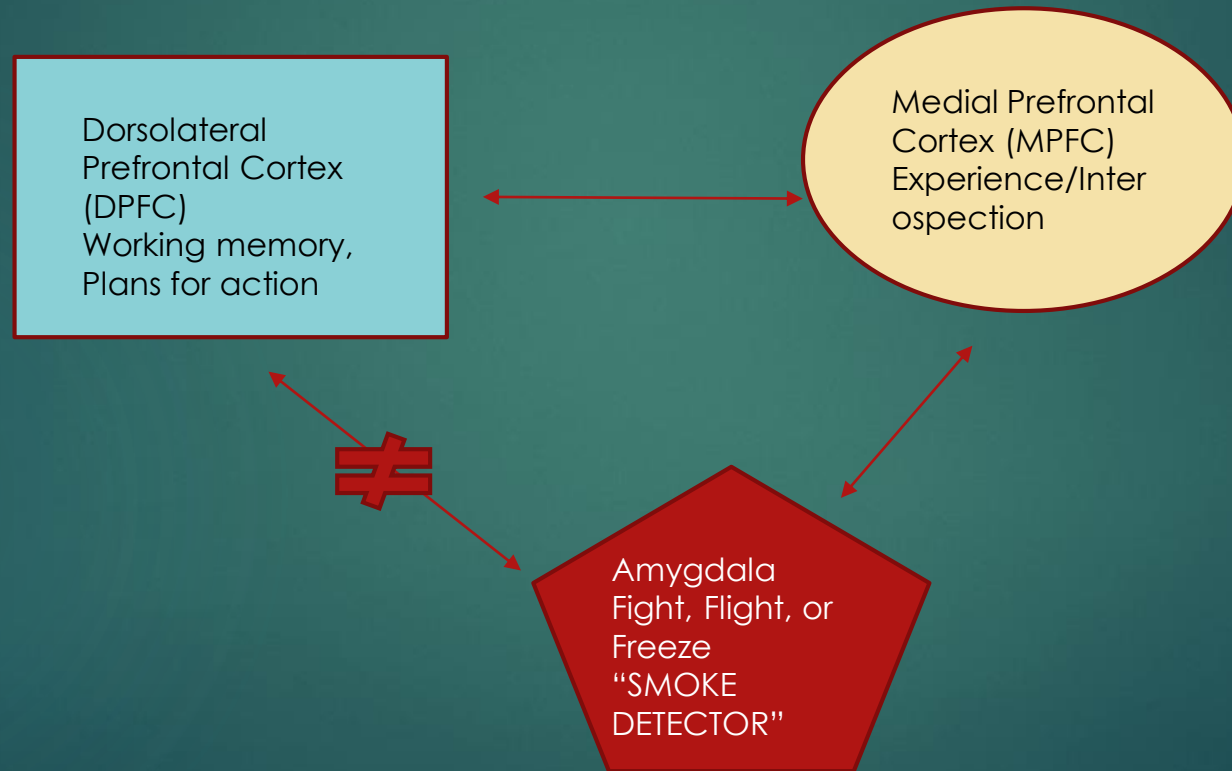 Dorsolateral
Prefrontal Cortex
(DPFC)
Working memory,
Plans for action
Medial Prefrontal
Cortex (MPFC)
Experience/Inter
ospection
≠
Amygdala
Fight, Flight, or
Freeze
“SMOKE
DETECTOR”